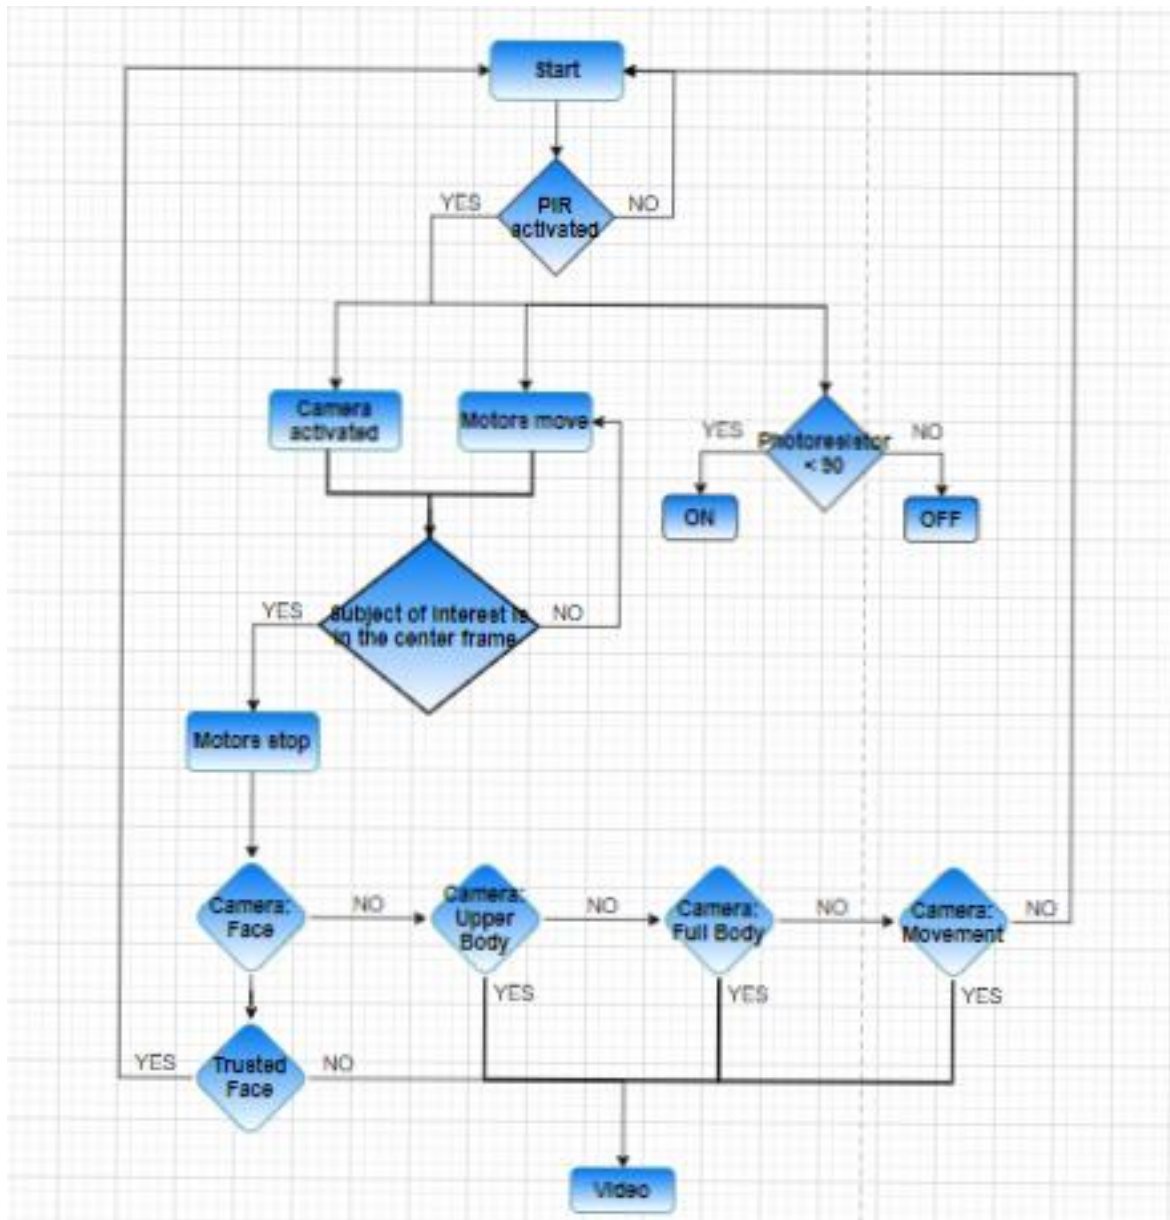 Start
PIR
activated
YES
NO
Camera
activated
Motors move
Photoresistor
< 90
YES
NO
ON
OFF
Subject of Interest is
in the center frame
YES
NO
Motors stop
Camera:
Face
NO
Camera:
Upper
Body
NO
Camera:
Full Body
NO
Camera:
Movement
NO
YES
YES
YES
YES
Trusted
Face
NO
Video